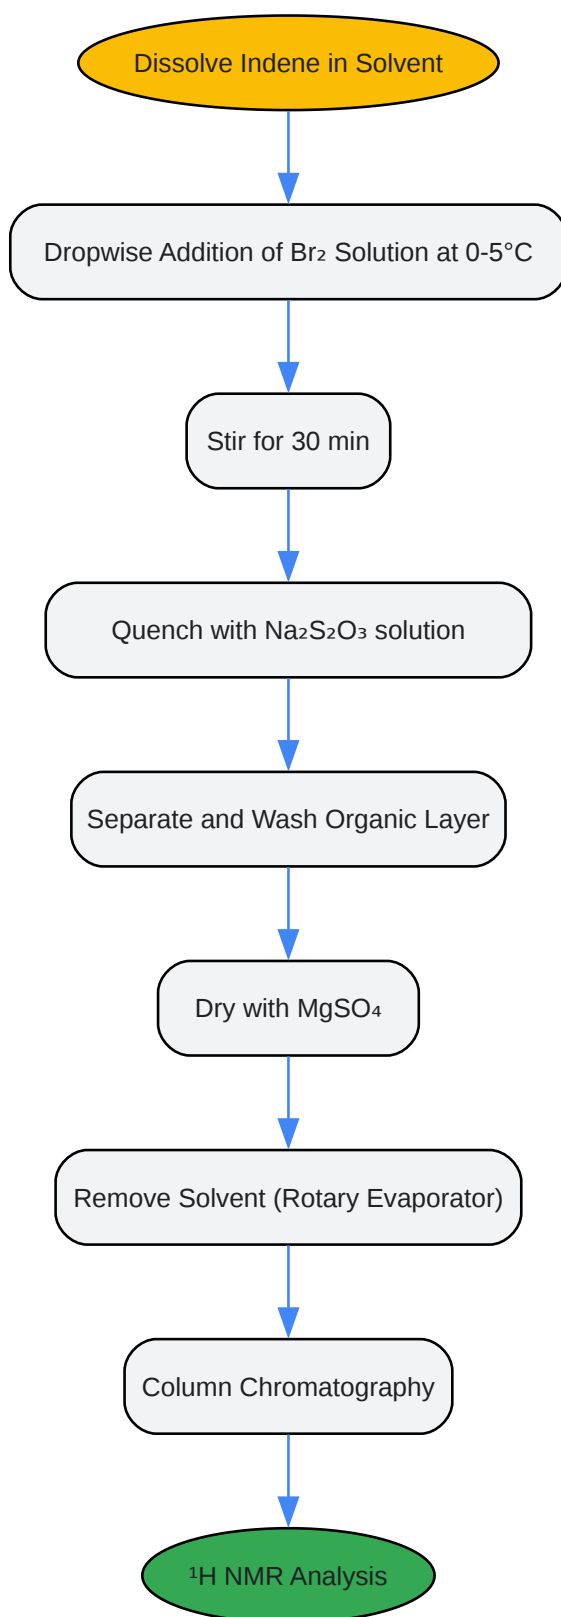 Dissolve Indene in Solvent
Dropwise Addition of Br₂ Solution at 0-5°C
Stir for 30 min
Quench with Na₂S₂O₃ solution
Separate and Wash Organic Layer
Dry with MgSO₄
Remove Solvent (Rotary Evaporator)
Column Chromatography
¹H NMR Analysis